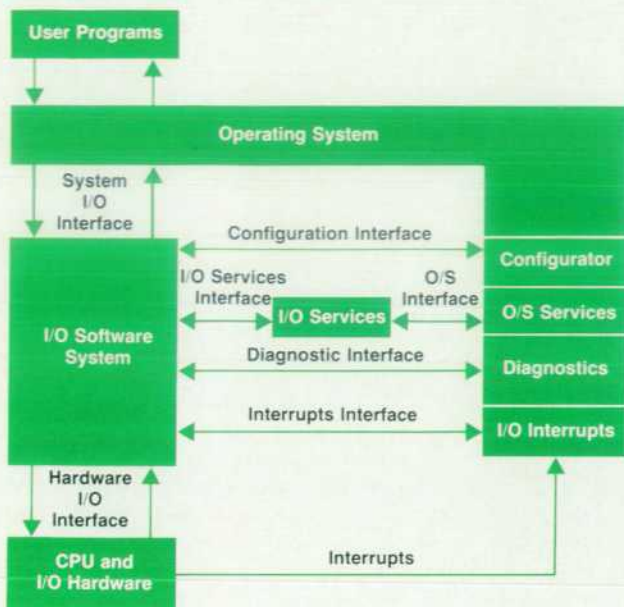 User Programs
Operating System
System
I/O
Interface
Configuration Interface
Configurator
I/O Services
Interface
O/S
Interface
I/O Services
O/S Services
I/O Software
System
Diagnostic Interface
Diagnostics
Interrupts Interface
I/O Interrupts
Hardware
I/O
Interface
CPU and
I/O Hardware
Interrupts